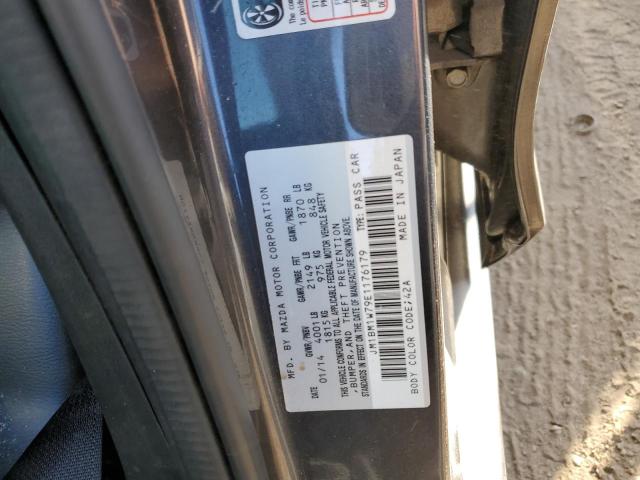 MFD. BY MAZDA MOTOR CORPORATION
GVWR/PNBV GAWR/PNBE FRT GAWR/PNBE RR
01/14 4001 LB 2149 LB 1870 LB
1815 KG 975 KG 848 KG
THIS VEHICLE CONFORMS TO ALL APPLICABLE FEDERAL MOTOR VEHICLE SAFETY
,BUMPER,AND THEFT PREVENTION
STANDARDS IN EFFECT ON THE DATE OF MANUFACTURE SHOWN ABOVE.
JM1BM1W79E1176179 TYPE: PASS CAR
BODY COLOR CODE;42A MADE IN JAPAN
The
Le poids